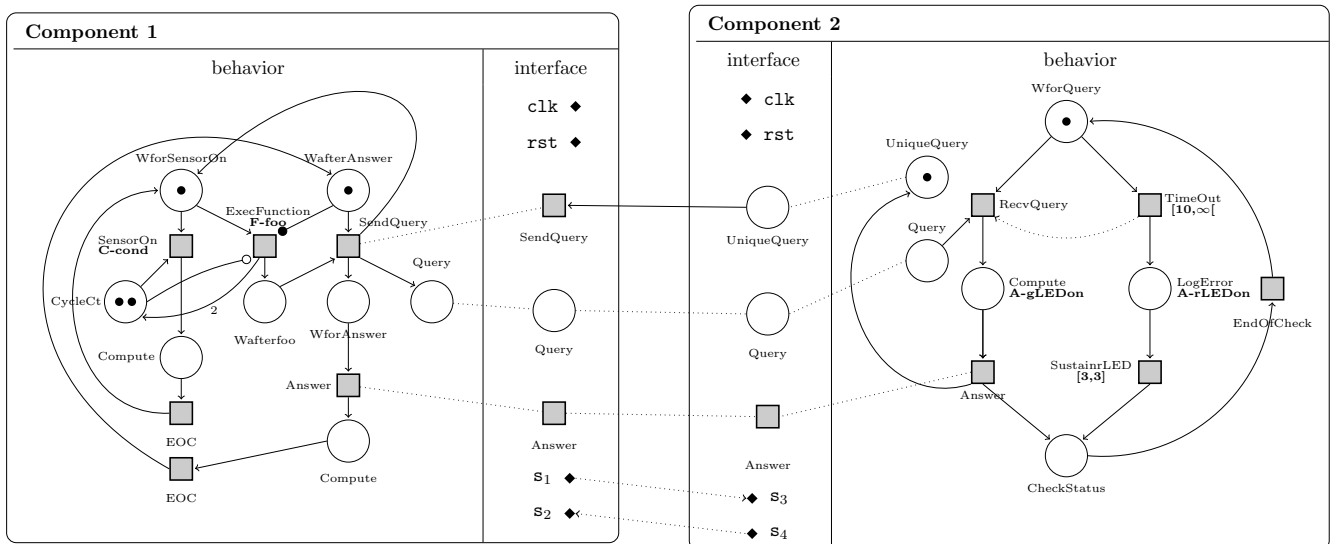 Component 1
behavior
interface
clk
rst
WforSensorOn
WafterAnswer
ExecFunction
F-foo
SendQuery
SensorOn
C-cond
CycleCt
2
Query
Wafterfoo
WforAnswer
Compute
Answer
EOC
EOC
Compute
SendQuery
Query
Answer
s1
s2
Component 2
interface
behavior
clk
rst
UniqueQuery
Query
Answer
s3
s4
WforQuery
UniqueQuery
RecvQuery
TimeOut
[10,∞[
Query
Compute
A-gLEDon
LogError
A-rLEDon
EndOfCheck
SustainrLED
[3,3]
Answer
CheckStatus